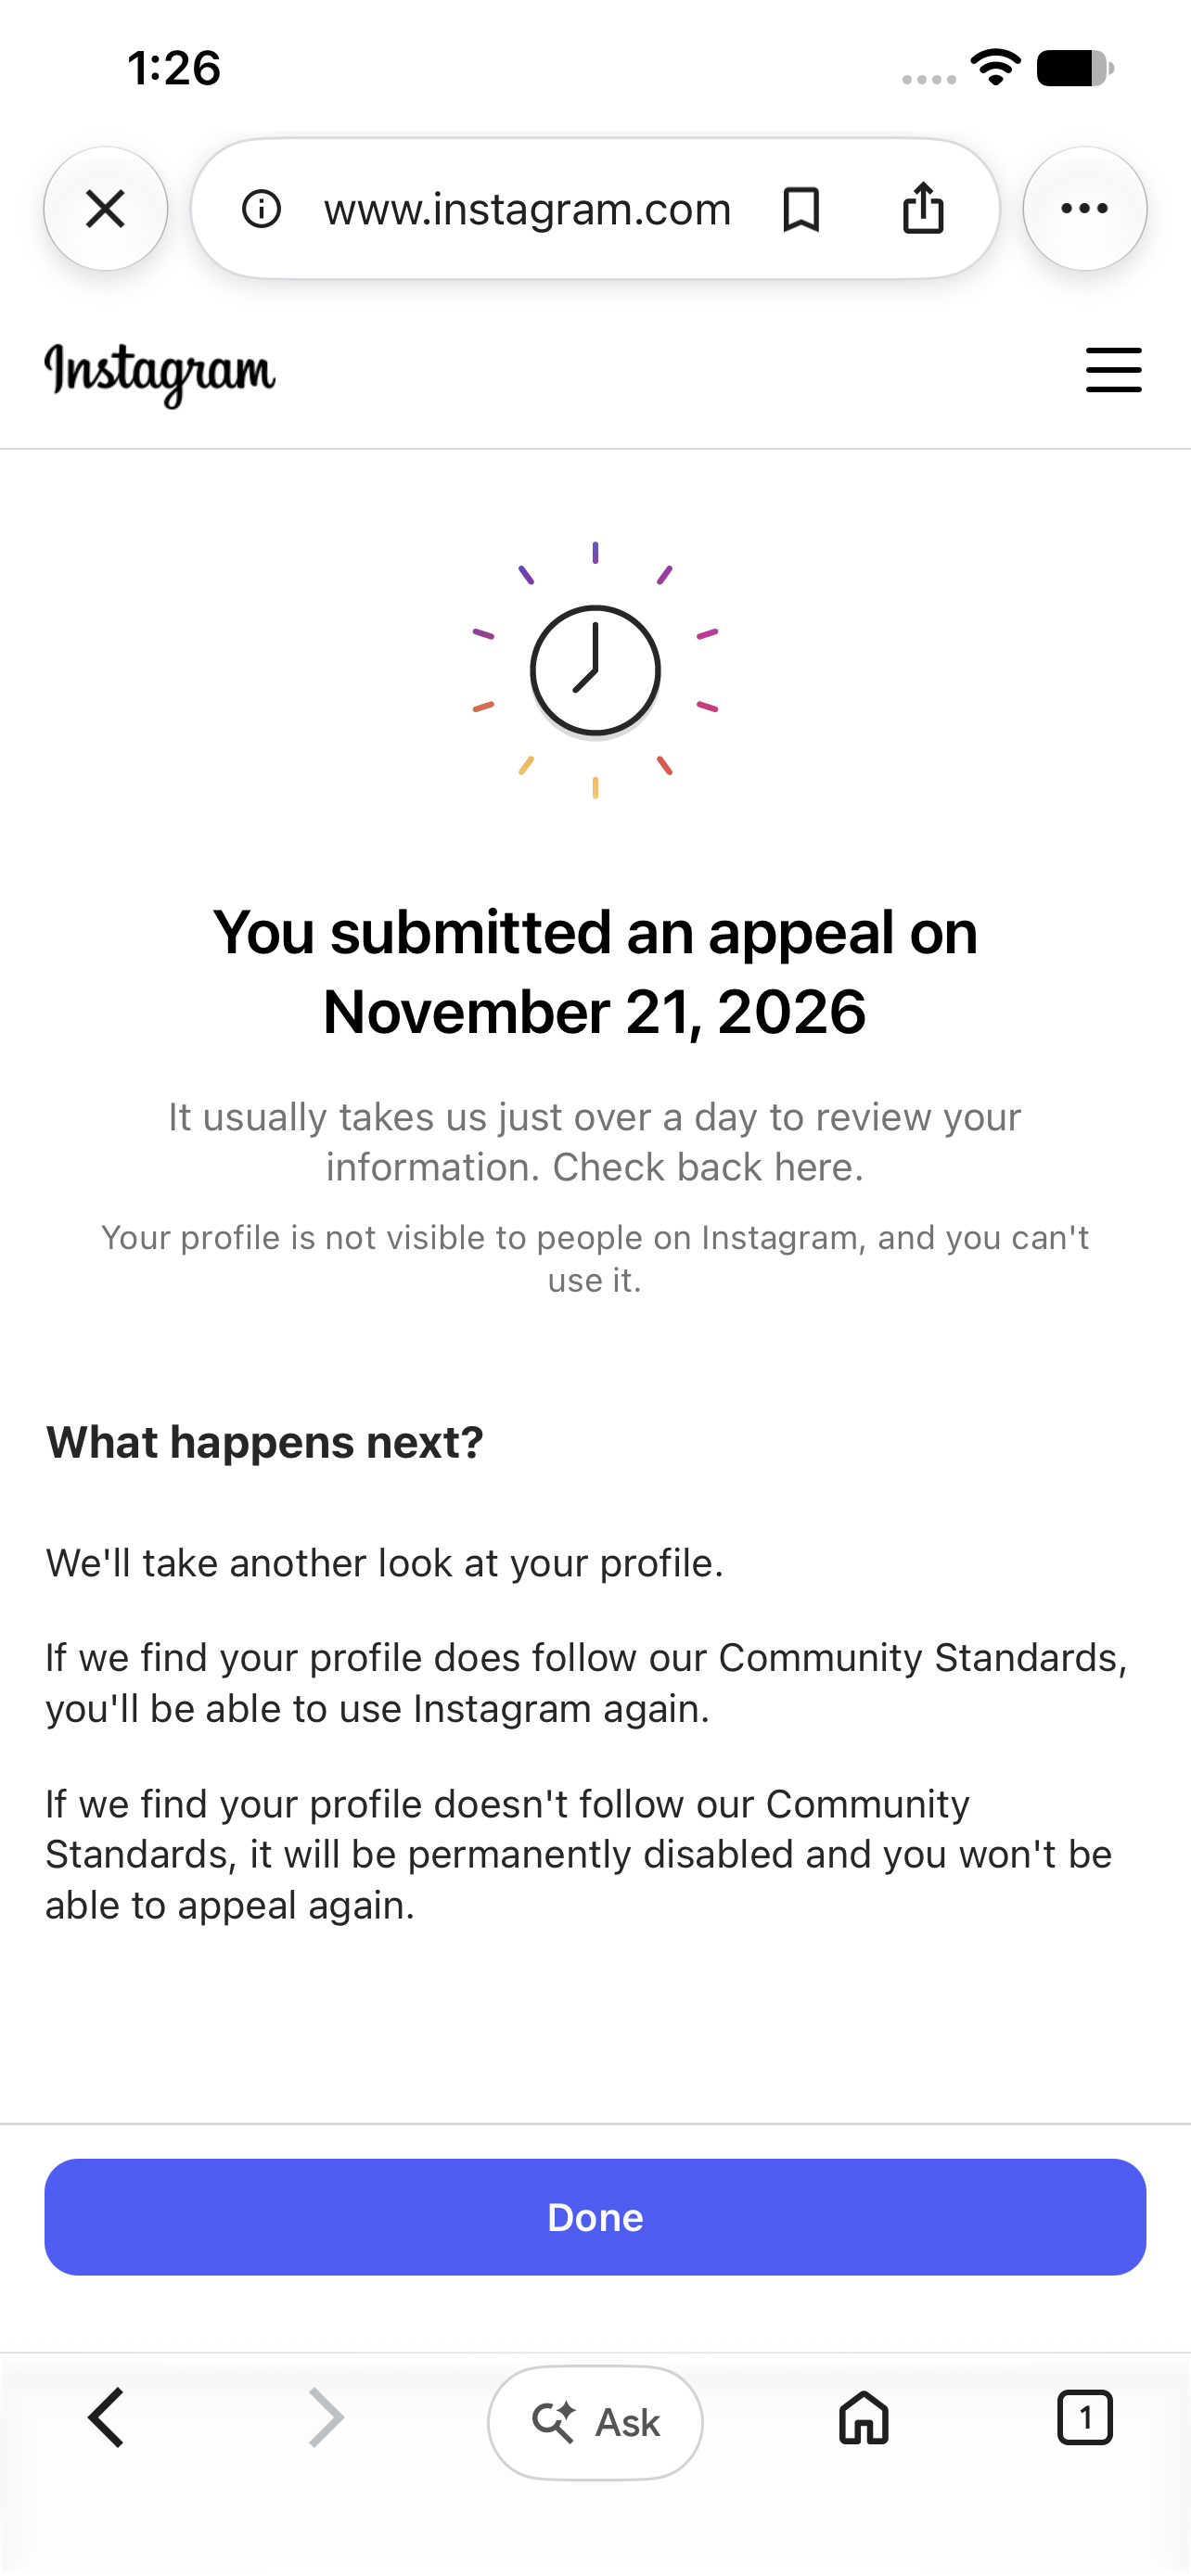 1:26
www.instagram.com
Instagram
You submitted an appeal on
November 21, 2026
It usually takes us just over a day to review your
information. Check back here.
Your profile is not visible to people on Instagram, and you can't
use it.
What happens next?
We'll take another look at your profile.
If we find your profile does follow our Community Standards,
you'll be able to use Instagram again.
If we find your profile doesn't follow our Community
Standards, it will be permanently disabled and you won't be
able to appeal again.
Done
Ask
1